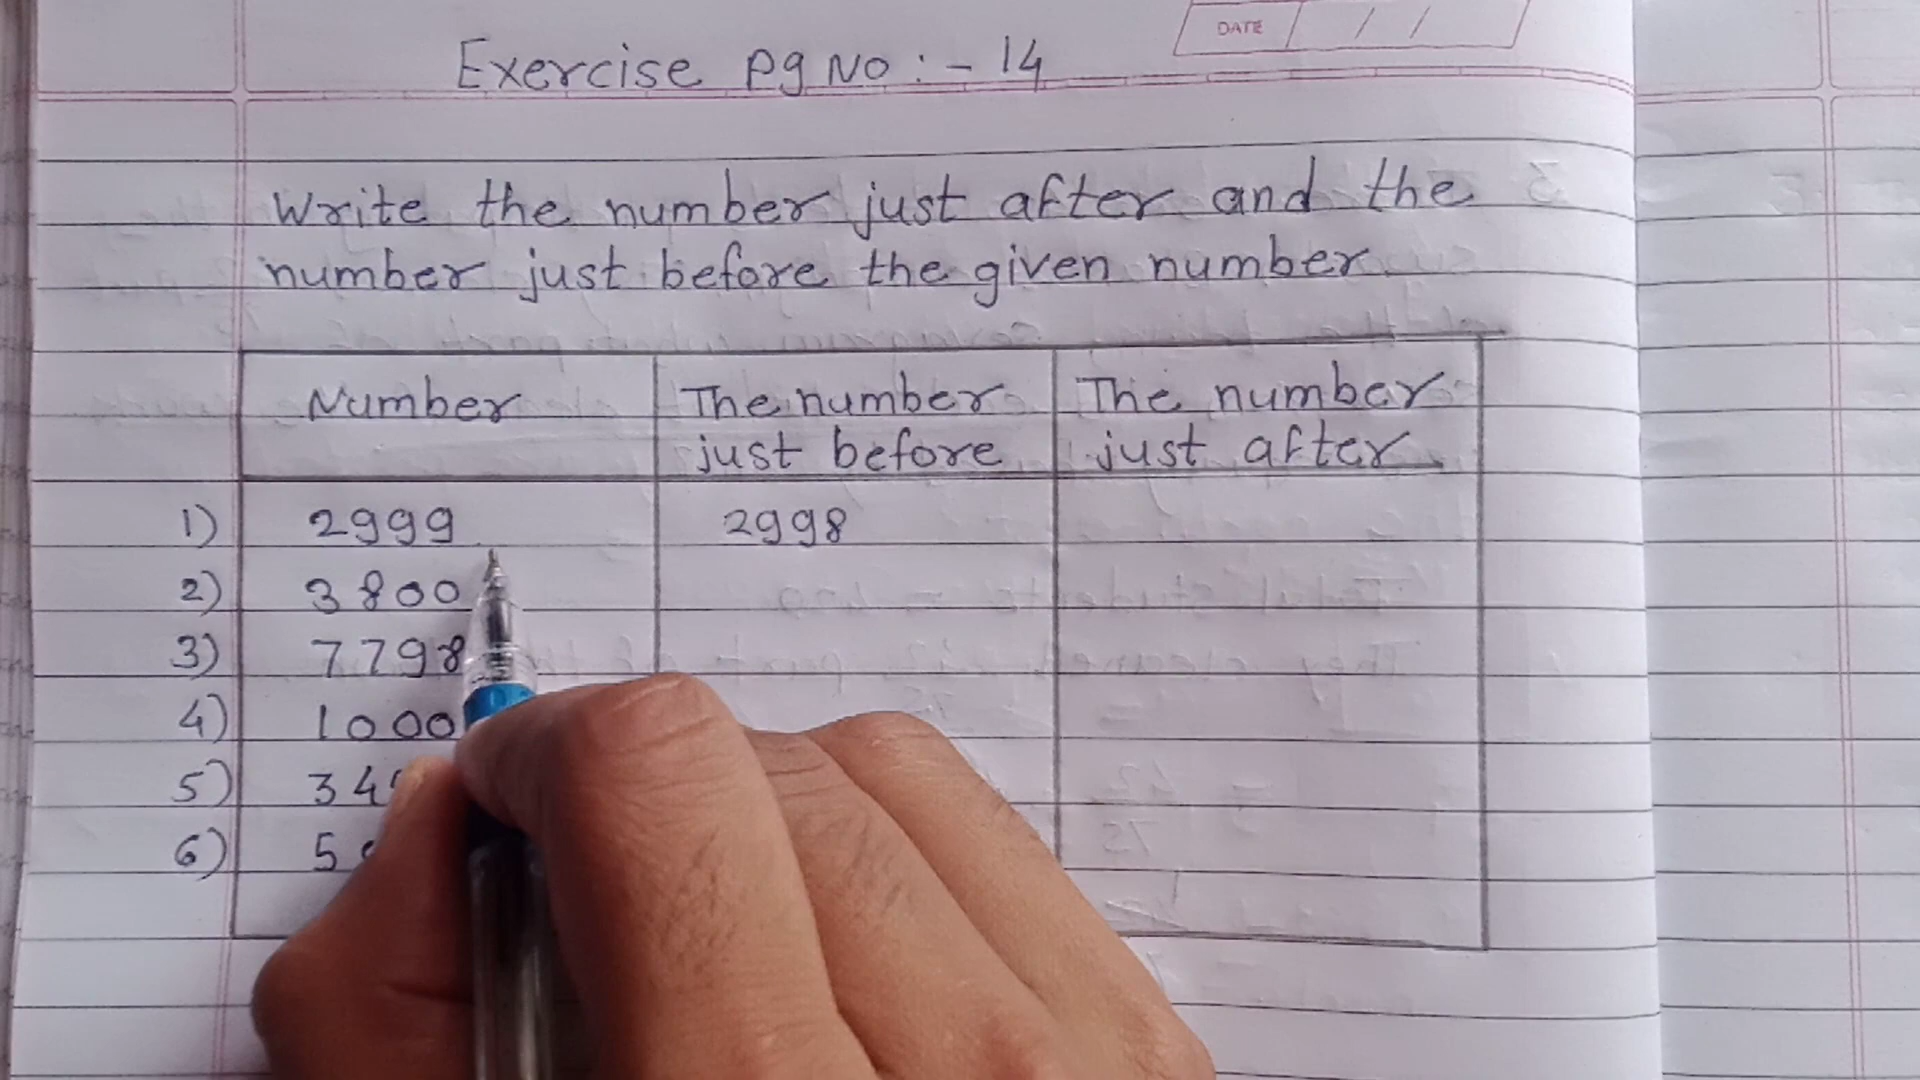 DATE / /
Exercise Pg No :- 14
Write the number just after and the
number just before the given number
Number The number just before The number just after
1) 2999 2998
2) 3800
3) 7798
4) 1000
5) 34
6) 5